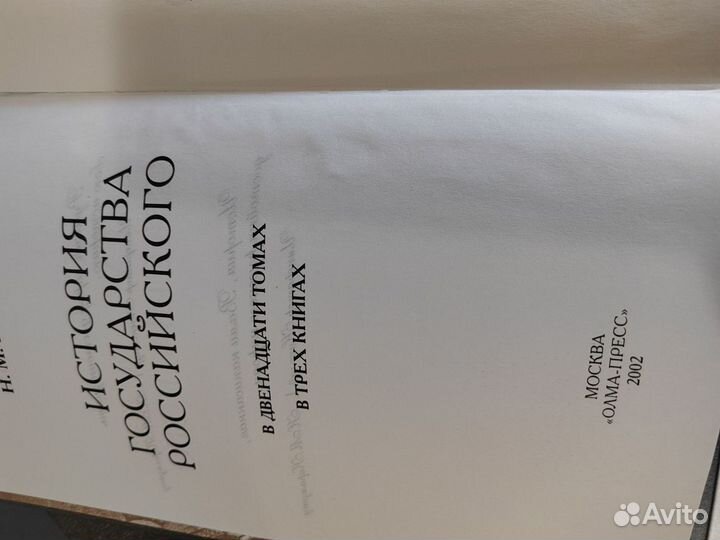 Н. М.
ИСТОРИЯ
ГОСУДАРСТВА
РОССИЙСКОГО
В ДВЕНАДЦАТИ ТОМАХ
В ТРЕХ КНИГАХ
МОСКВА
«ОЛМА-ПРЕСС»
2002
Avito